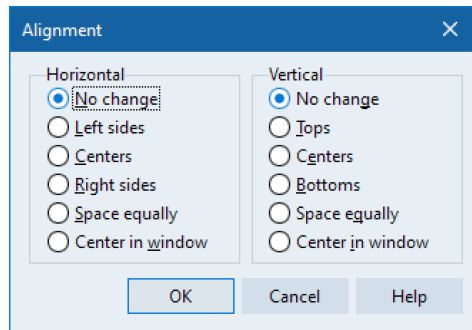 Alignment
Horizontal
No change
Left sides
Centers
Right sides
Space equally
Center in window
Vertical
No change
Tops
Centers
Bottoms
Space equally
Center in window
OK
Cancel
Help